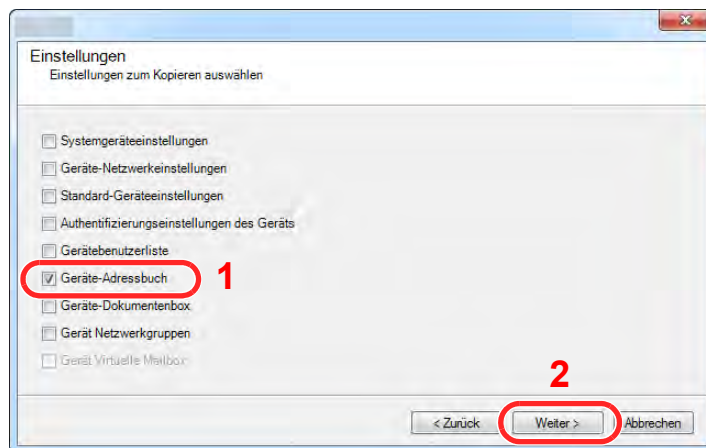 Einstellungen
Einstellungen zum Kopieren auswählen
Systemgeräteeinstellungen
Geräte-Netzwerkeinstellungen
Standard-Geräteeinstellungen
Authentifizierungseinstellungen des Geräts
Gerätebenutzerliste
Geräte-Adressbuch 1
Geräte-Dokumentenbox
Gerät Netzwerkgruppen
Gerät Virtuelle Mailbox
2
< Zurück Weiter > Abbrechen